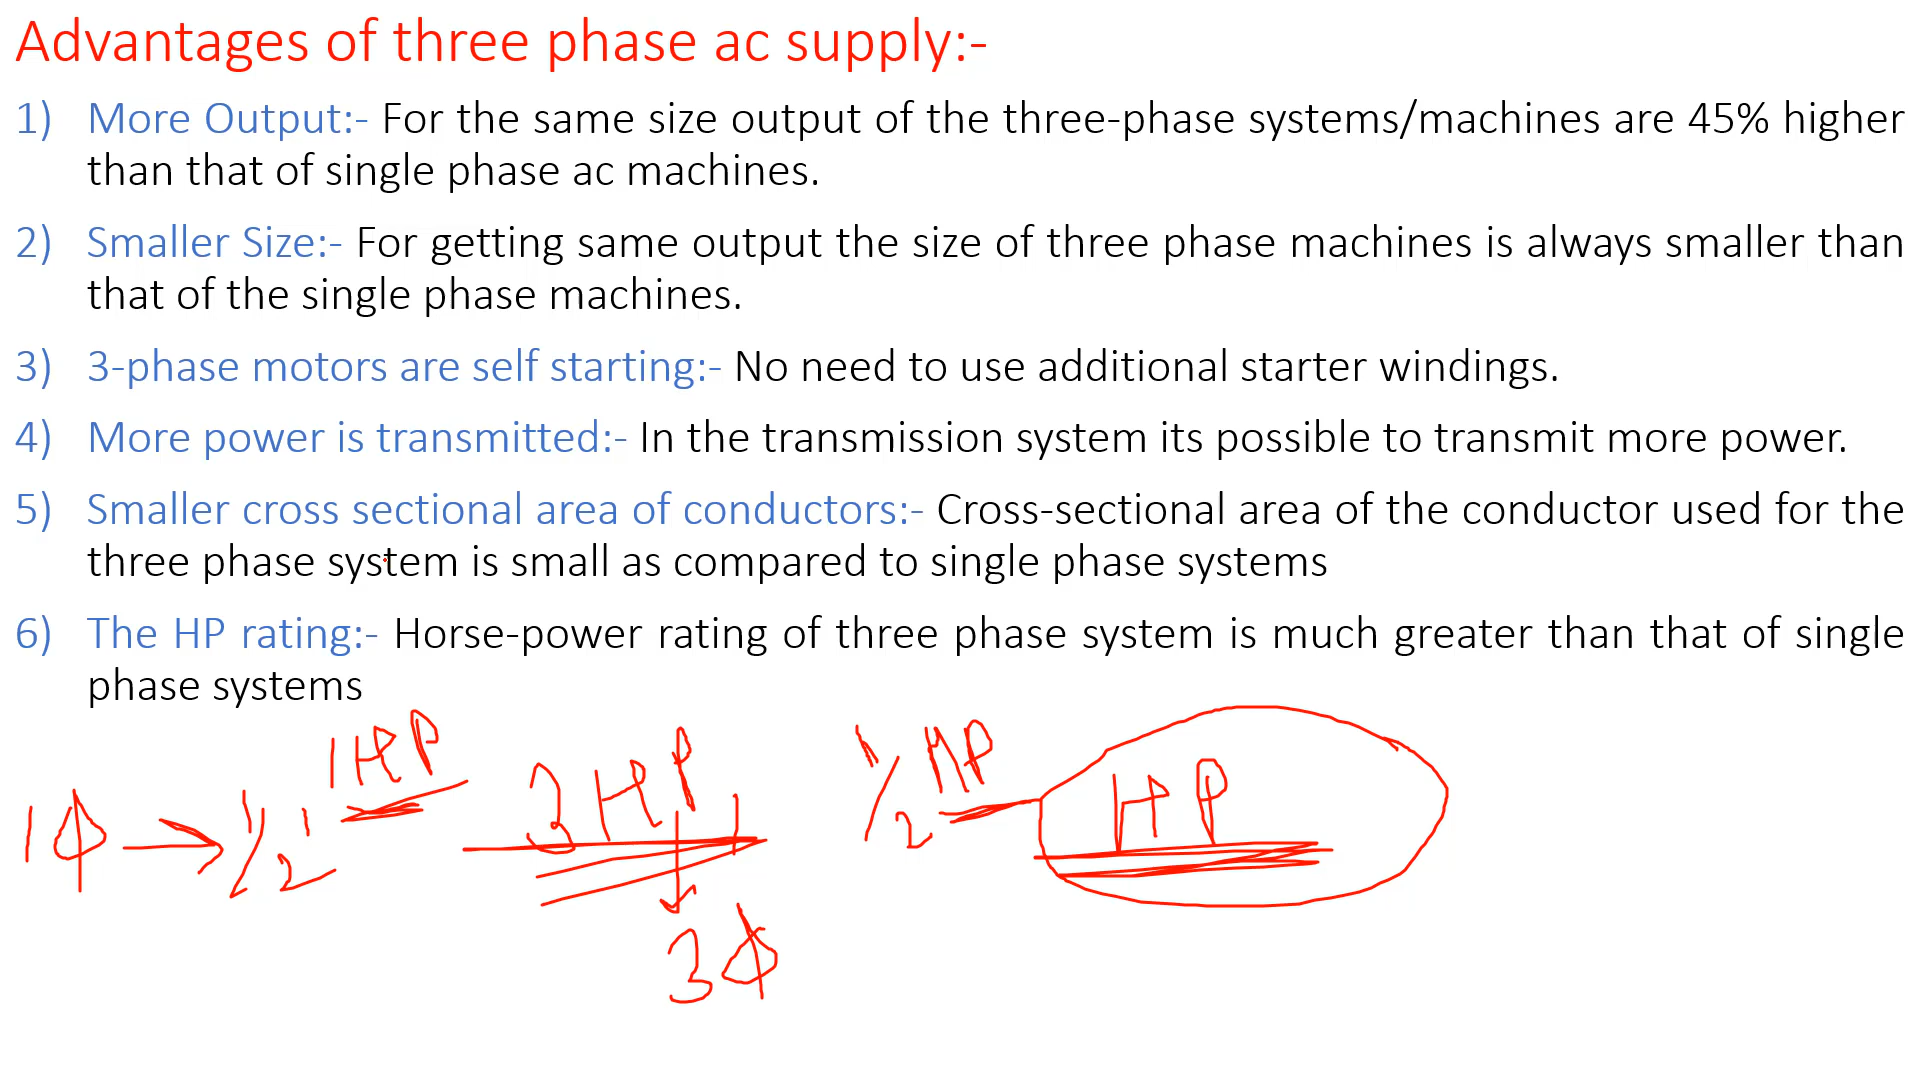 Advantages of three phase ac supply:-
1) More Output:- For the same size output of the three-phase systems/machines are 45% higher
than that of single phase ac machines.
2) Smaller Size:- For getting same output the size of three phase machines is always smaller than
that of the single phase machines.
3) 3-phase motors are self starting:- No need to use additional starter windings.
4) More power is transmitted:- In the transmission system its possible to transmit more power.
5) Smaller cross sectional area of conductors:- Cross-sectional area of the conductor used for the
three phase system is small as compared to single phase systems
6) The HP rating:- Horse-power rating of three phase system is much greater than that of single
phase systems
1HP
1ϕ → 1/2
HP
1/2 HP
HP
3ϕ